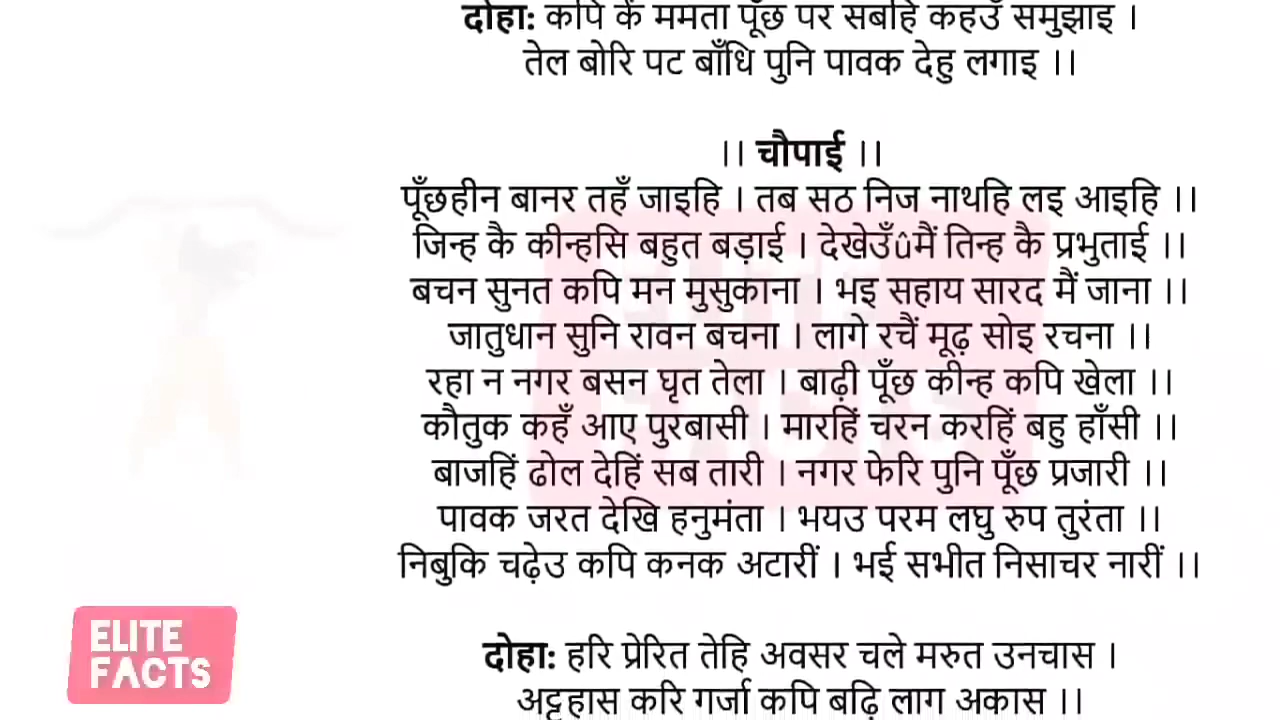 दोहा: कपि कें ममता पूँछ पर सबहि कहउँ समुझाइ ।
तेल बोरि पट बाँधि पुनि पावक देहु लगाइ ।।
।। चौपाई ।।
पूँछहीन बानर तहँ जाइहि । तब सठ निज नाथहि लइ आइहि ।।
जिन्ह कै कीन्हसि बहुत बड़ाई । देखेउँûमैं तिन्ह कै प्रभुताई ।।
बचन सुनत कपि मन मुसुकाना । भइ सहाय सारद मैं जाना ।।
जातुधान सुनि रावन बचना । लागे रचैं मूढ़ सोइ रचना ।।
रहा न नगर बसन घृत तेला । बाढ़ी पूँछ कीन्ह कपि खेला ।।
कौतुक कहँ आए पुरबासी । मारहिं चरन करहिं बहु हाँसी ।।
बाजहिं ढोल देहिं सब तारी । नगर फेरि पुनि पूँछ प्रजारी ।।
पावक जरत देखि हनुमंता । भयउ परम लघु रुप तुरंता ।।
निबुकि चढ़ेउ कपि कनक अटारीं । भई सभीत निसाचर नारीं ।।
दोहा: हरि प्रेरित तेहि अवसर चले मरुत उनचास ।
अट्टहास करि गर्जा कपि बढ़ि लाग अकास ।।
ELITE
FACTS